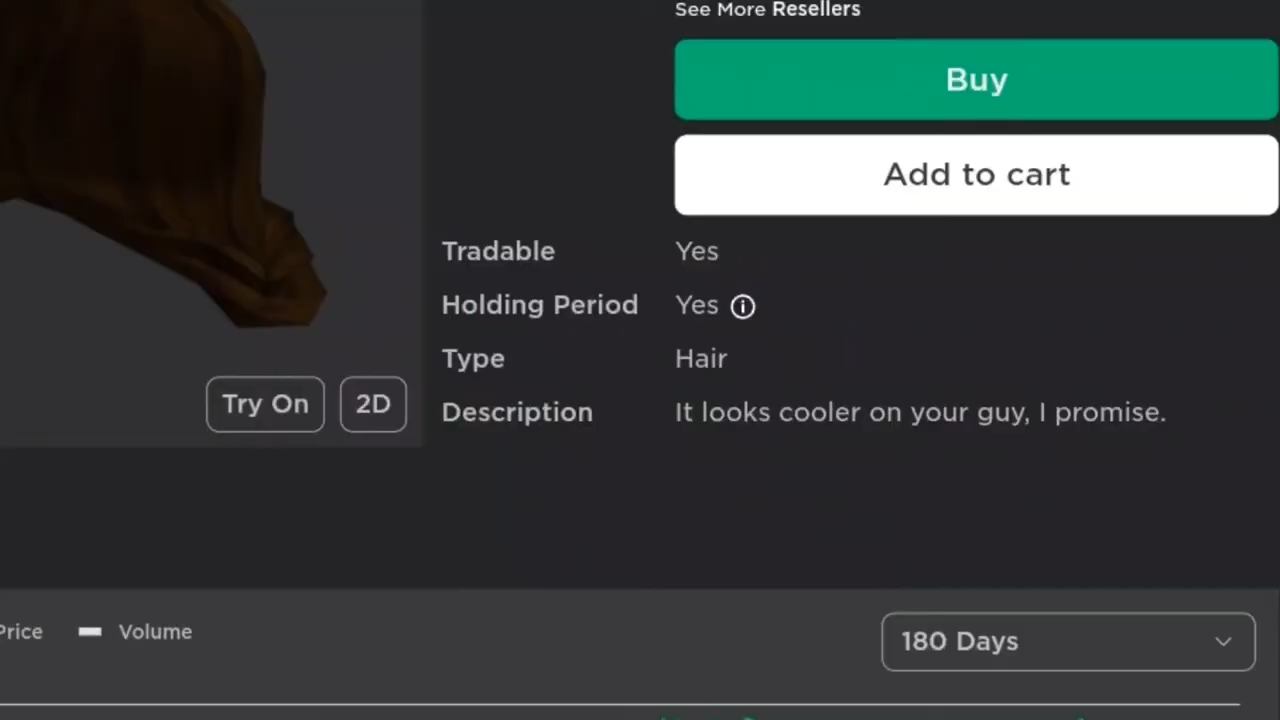 See More Resellers
Buy
Add to cart
Tradable Yes
Holding Period Yes
Type Hair
Try On 2D
Description It looks cooler on your guy, I promise.
Price Volume
180 Days